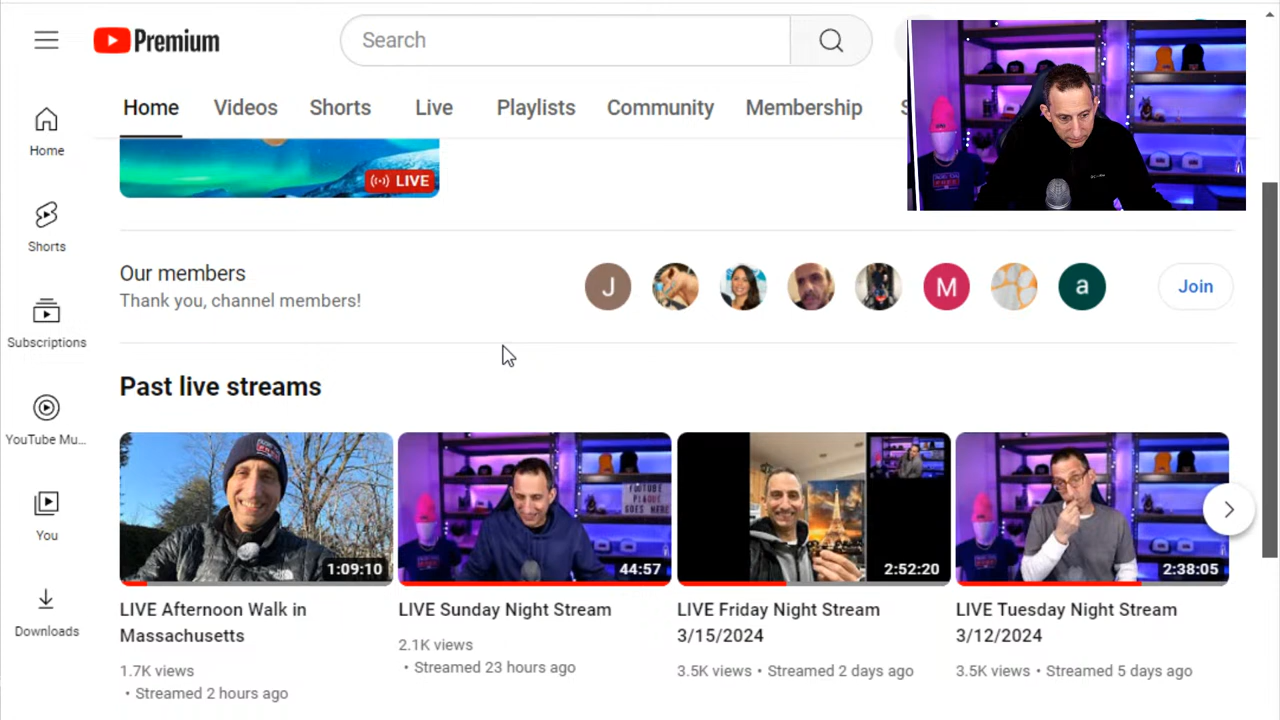 Premium
Search
Home
Videos
Shorts
Live
Playlists
Community
Membership
Home
LIVE
Shorts
Our members
Thank you, channel members!
J
M
a
Join
Subscriptions
Past live streams
YouTube Mu...
YOUTUBE
PLAQUE
GOES HERE
You
1:09:10
44:57
2:52:20
2:38:05
Downloads
LIVE Afternoon Walk in
Massachusetts
1.7K views
• Streamed 2 hours ago
LIVE Sunday Night Stream
2.1K views
• Streamed 23 hours ago
LIVE Friday Night Stream
3/15/2024
3.5K views • Streamed 2 days ago
LIVE Tuesday Night Stream
3/12/2024
3.5K views • Streamed 5 days ago